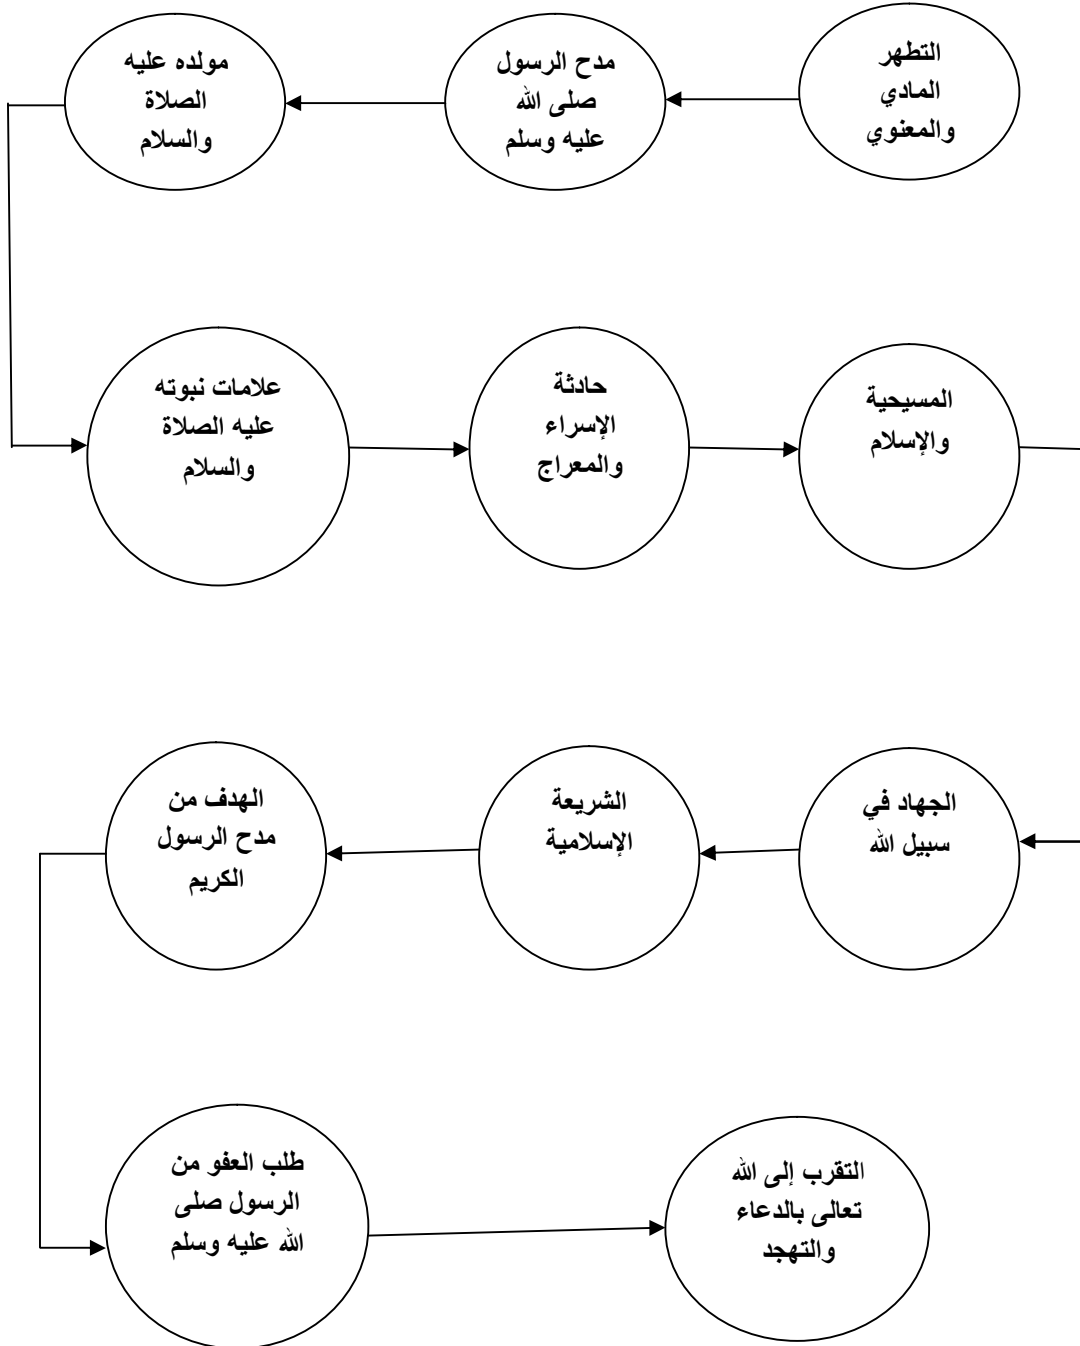 التطهر
المادي
والمعنوي
مدح الرسول
صلى الله
عليه وسلم
مولده عليه
الصلاة
والسلام
علامات نبوته
عليه الصلاة
والسلام
حادثة
الإسراء
والمعراج
المسيحية
والإسلام
الجهاد في
سبيل الله
الشريعة
الإسلامية
الهدف من
مدح الرسول
الكريم
طلب العفو من
الرسول صلى
الله عليه وسلم
التقرب إلى الله
تعالى بالدعاء
والتهجد